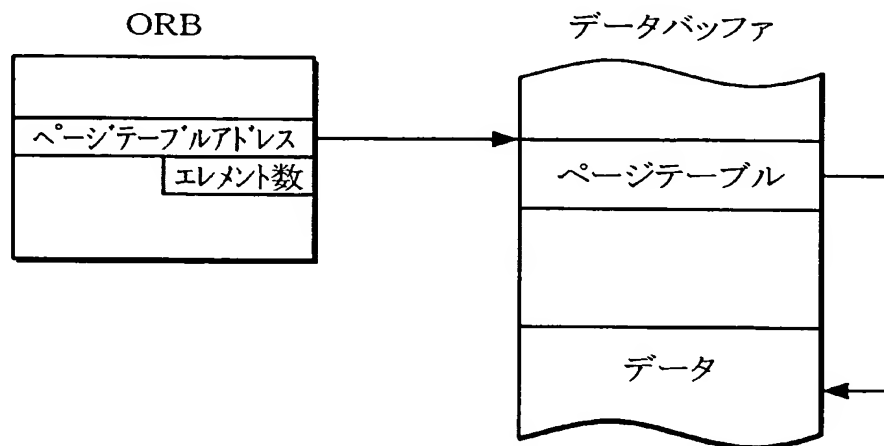 ORB
データバッファ
ページテーブルアドレス
エレメント数
ページテーブル
データ